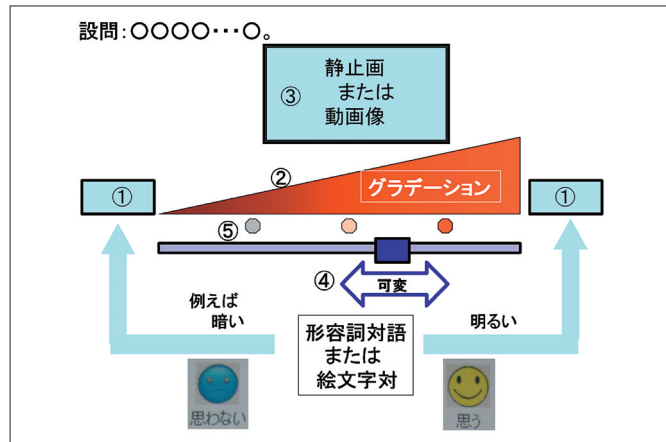 設問:〇〇〇〇・・・〇。
静止画
または
動画像
③
②
グラデーション
①
①
⑤
④
可変
例えば
暗い
明るい
形容詞対語
または
絵文字対
思わない
思う